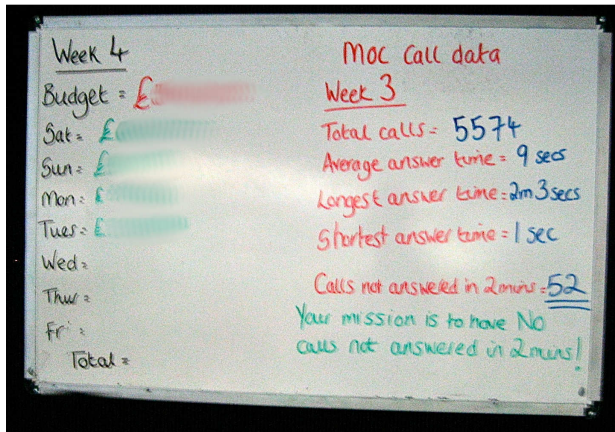 Week 4
Budget = £
Sat = £
Sun = £
Mon = £
Tues = £
Wed =
Thur =
Fri =
Total =
Moc Call data
Week 3
Total calls = 5574
Average answer time = 9 secs
Longest answer time = 2m 3secs
Shortest answer time = 1 sec
Calls not answered in 2mins = 52
Your mission is to have No
calls not answered in 2mins!